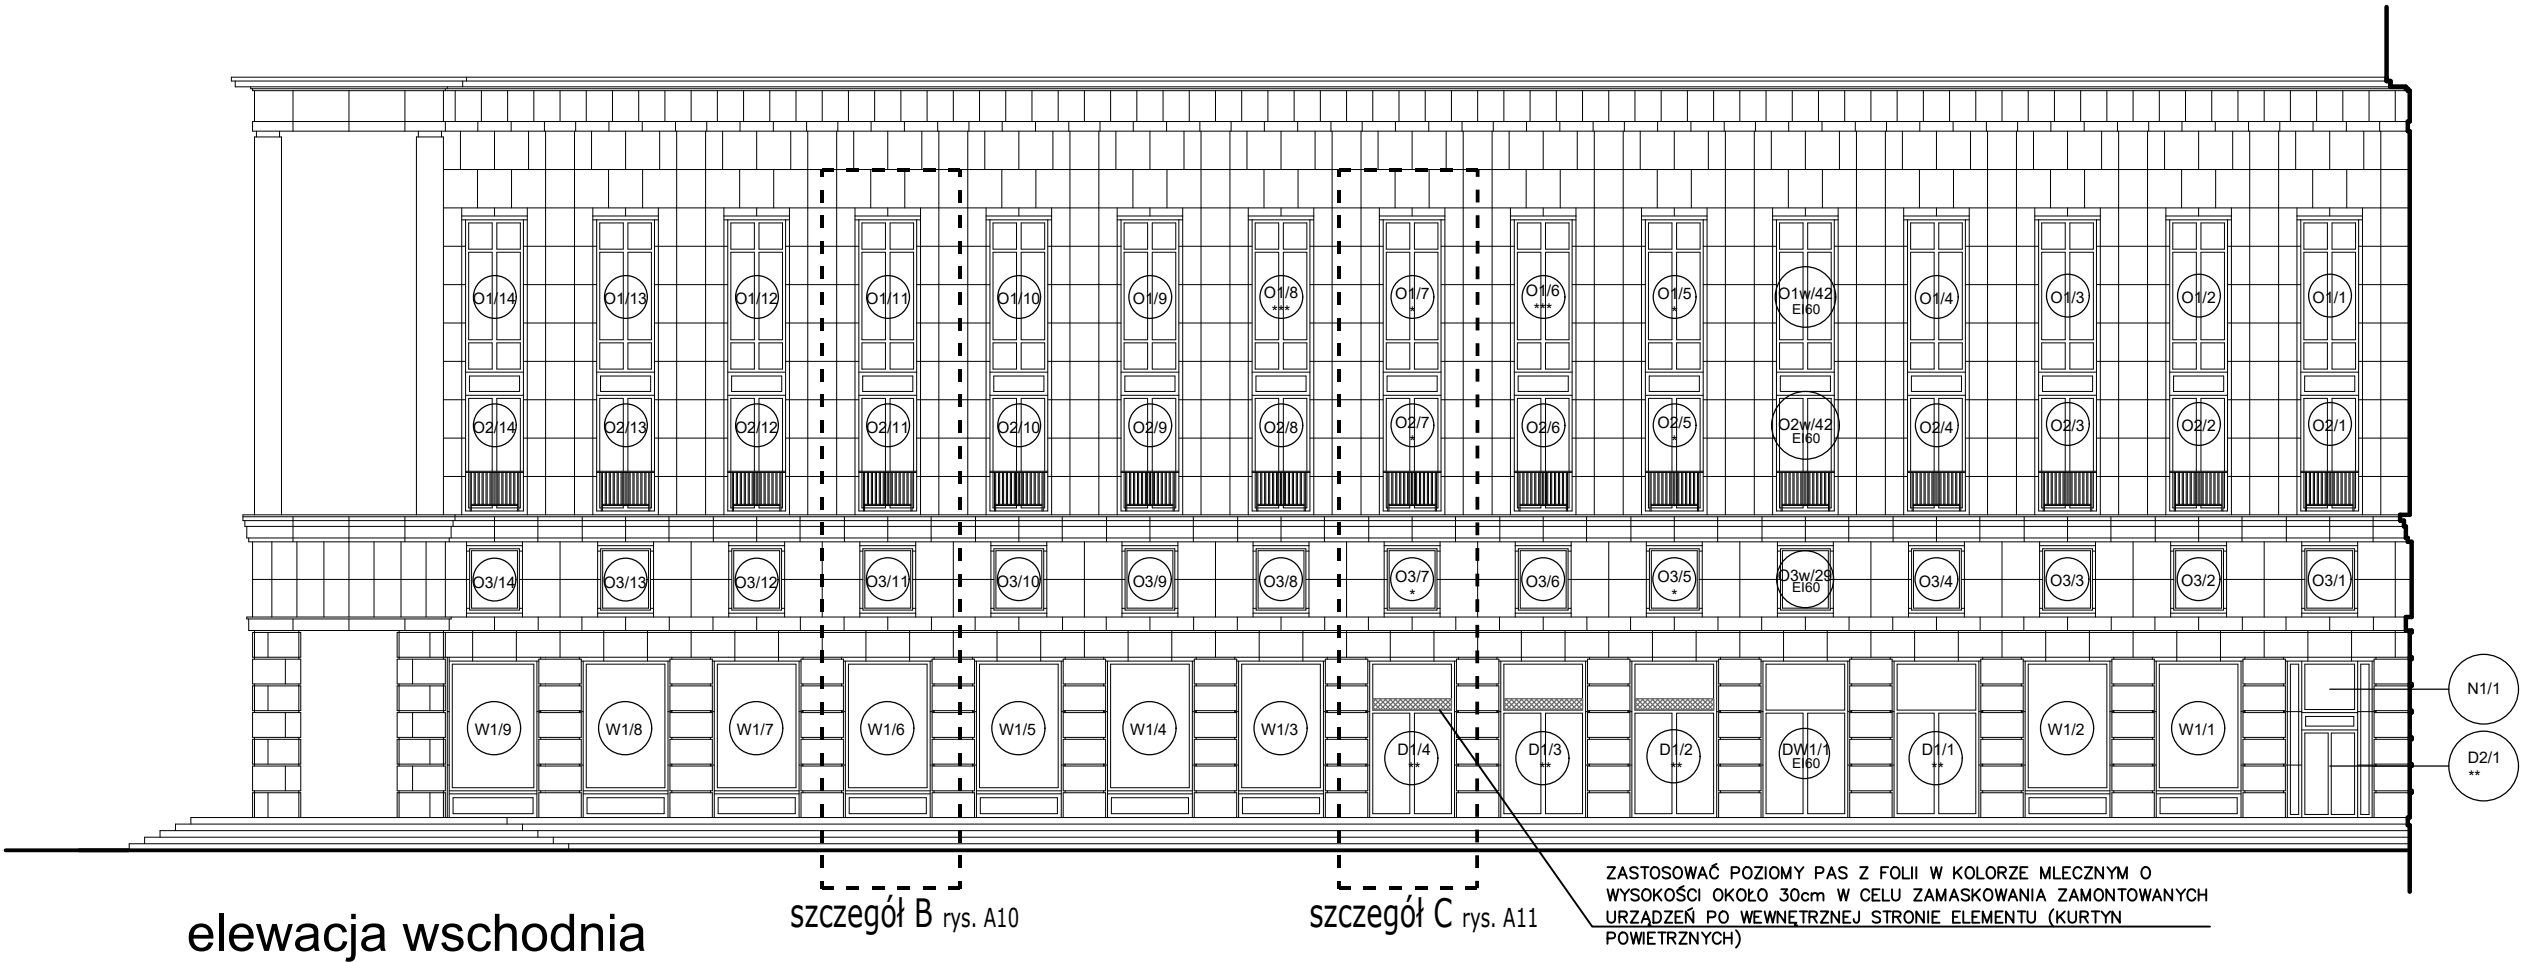 O1/14 O1/13 O1/12 O1/11 O1/10 O1/9 O1/8 O1/7 O1/6 O1/5 O1w/42 O1/4 O1/3 O1/2 O1/1
*** * *** * EI60
O2/14 O2/13 O2/12 O2/11 O2/10 O2/9 O2/8 O2/7 O2/6 O2/5 O2w/42 O2/4 O2/3 O2/2 O2/1
* * EI60
O3/14 O3/13 O3/12 O3/11 O3/10 O3/9 O3/8 O3/7 O3/6 O3/5 O3w/29 O3/4 O3/3 O3/2 O3/1
* * EI60
N1/1
W1/9 W1/8 W1/7 W1/6 W1/5 W1/4 W1/3 W1/2 W1/1
D1/4 D1/3 D1/2 DW1/1 D1/1 D2/1
** ** ** EI60 ** **
ZASTOSOWAĆ POZIOMY PAS Z FOLII W KOLORZE MLECZNYM O
WYSOKOŚCI OKOŁO 30cm W CELU ZAMASKOWANIA ZAMONTOWANYCH
URZĄDZEŃ PO WEWNĘTRZNEJ STRONIE ELEMENTU (KURTYN
POWIETRZNYCH)
szczegół B rys. A10
szczegół C rys. A11
elewacja wschodnia